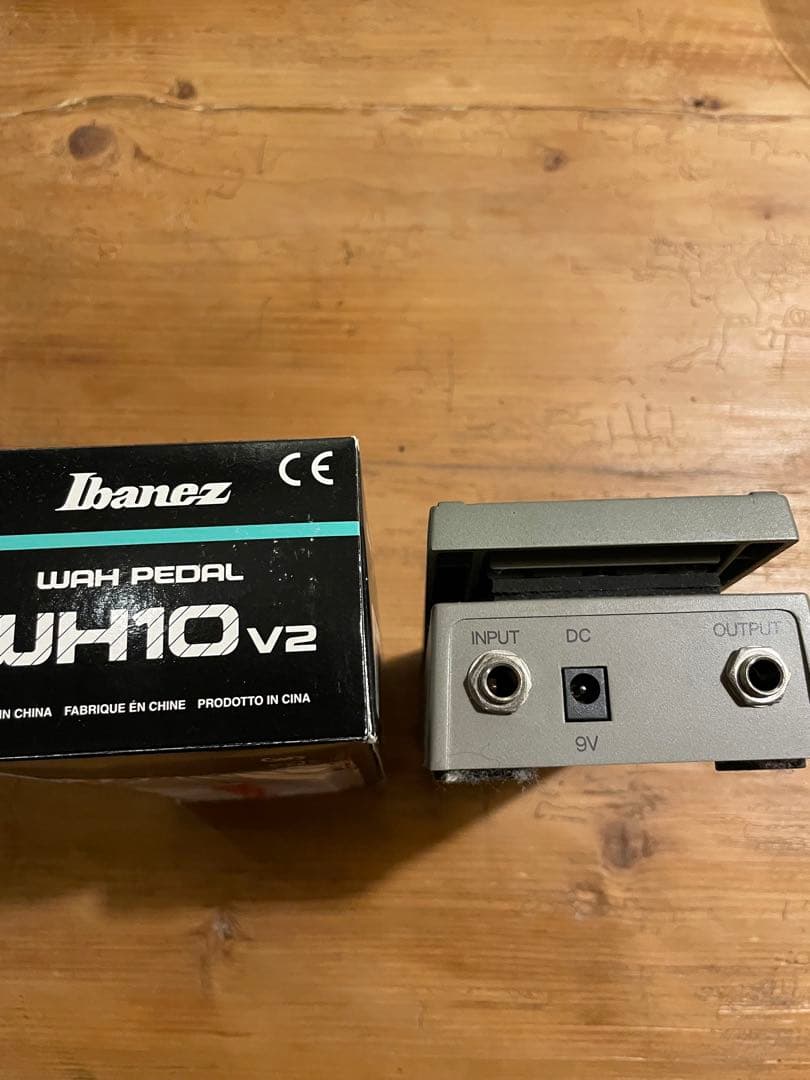 Ibanez CE
WAH PEDAL
WH10 V2
IN CHINA FABRIQUE ÉN CHINE PRODOTTO IN CINA
INPUT DC OUTPUT
9V